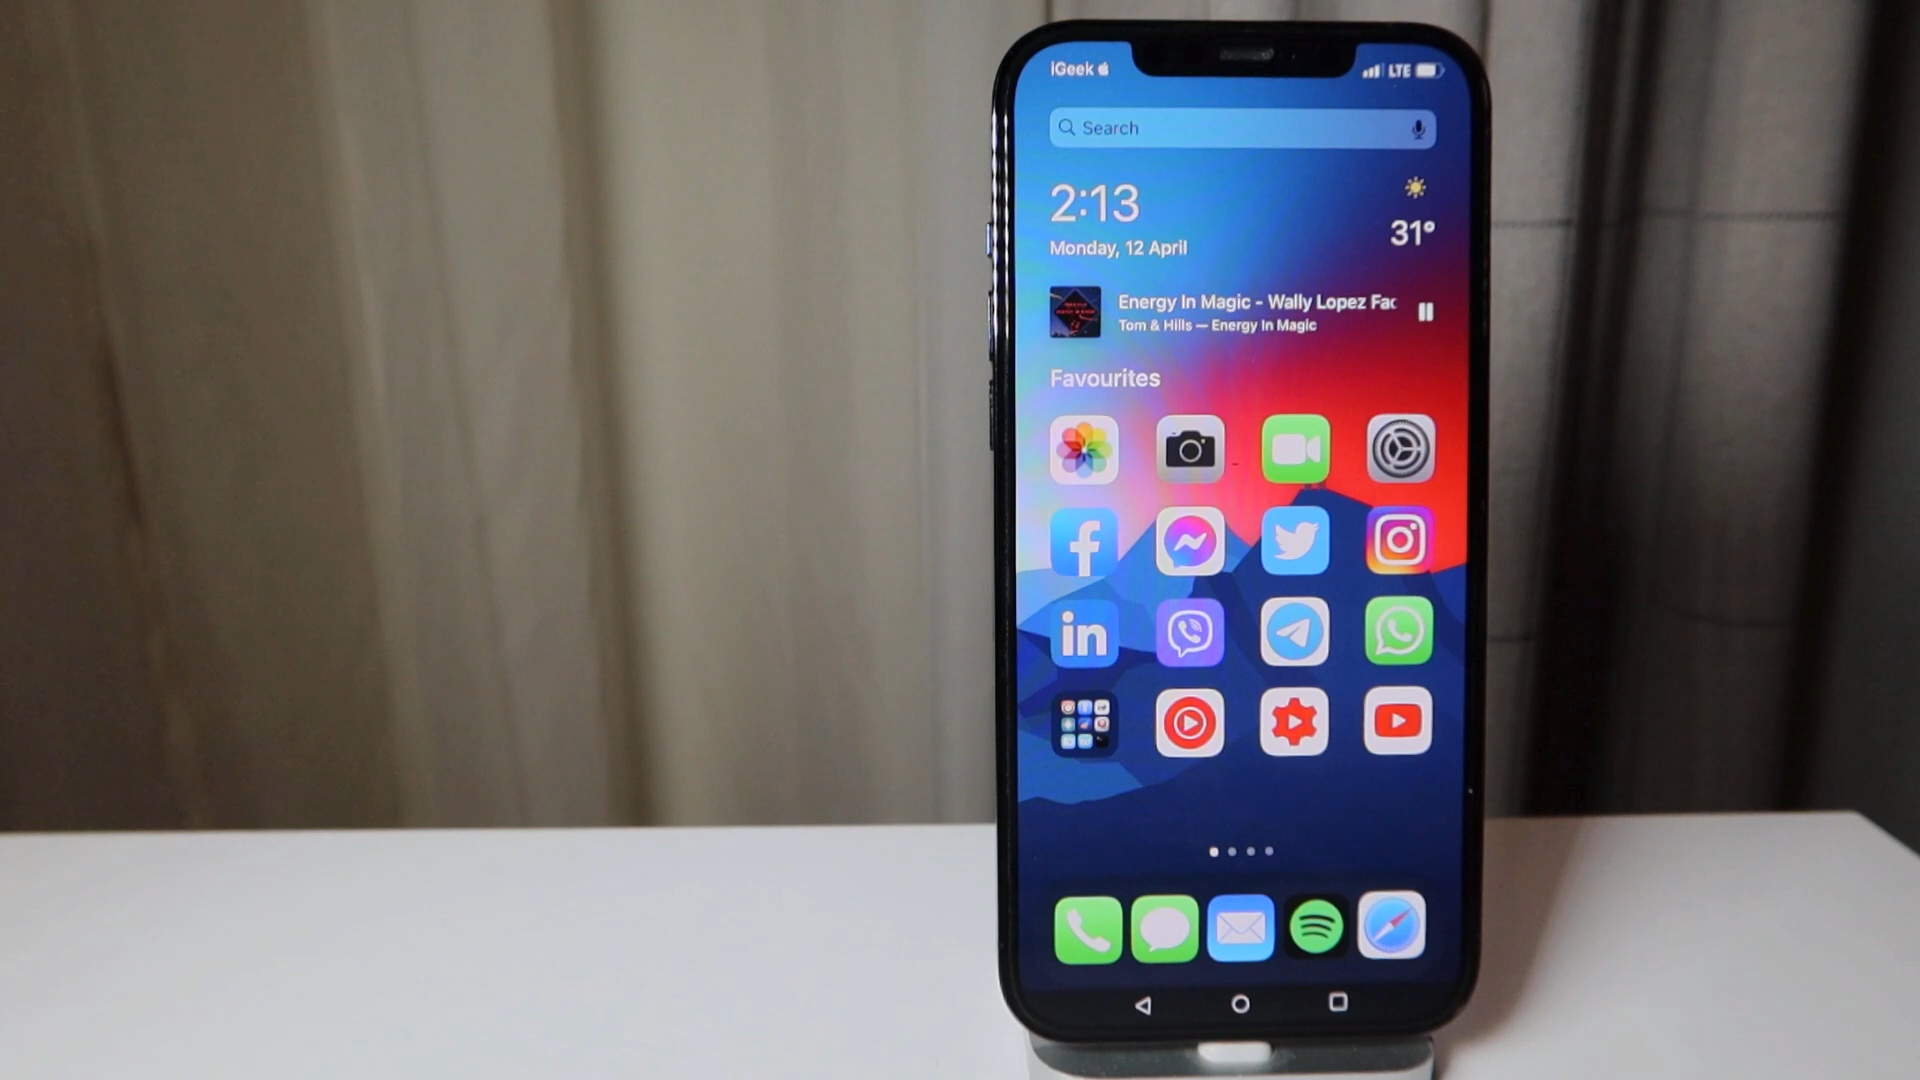 iGeek
LTE
Search
2:13
31°
Monday, 12 April
Energy In Magic - Wally Lopez Fac
Tom & Hills — Energy In Magic
Favourites
in